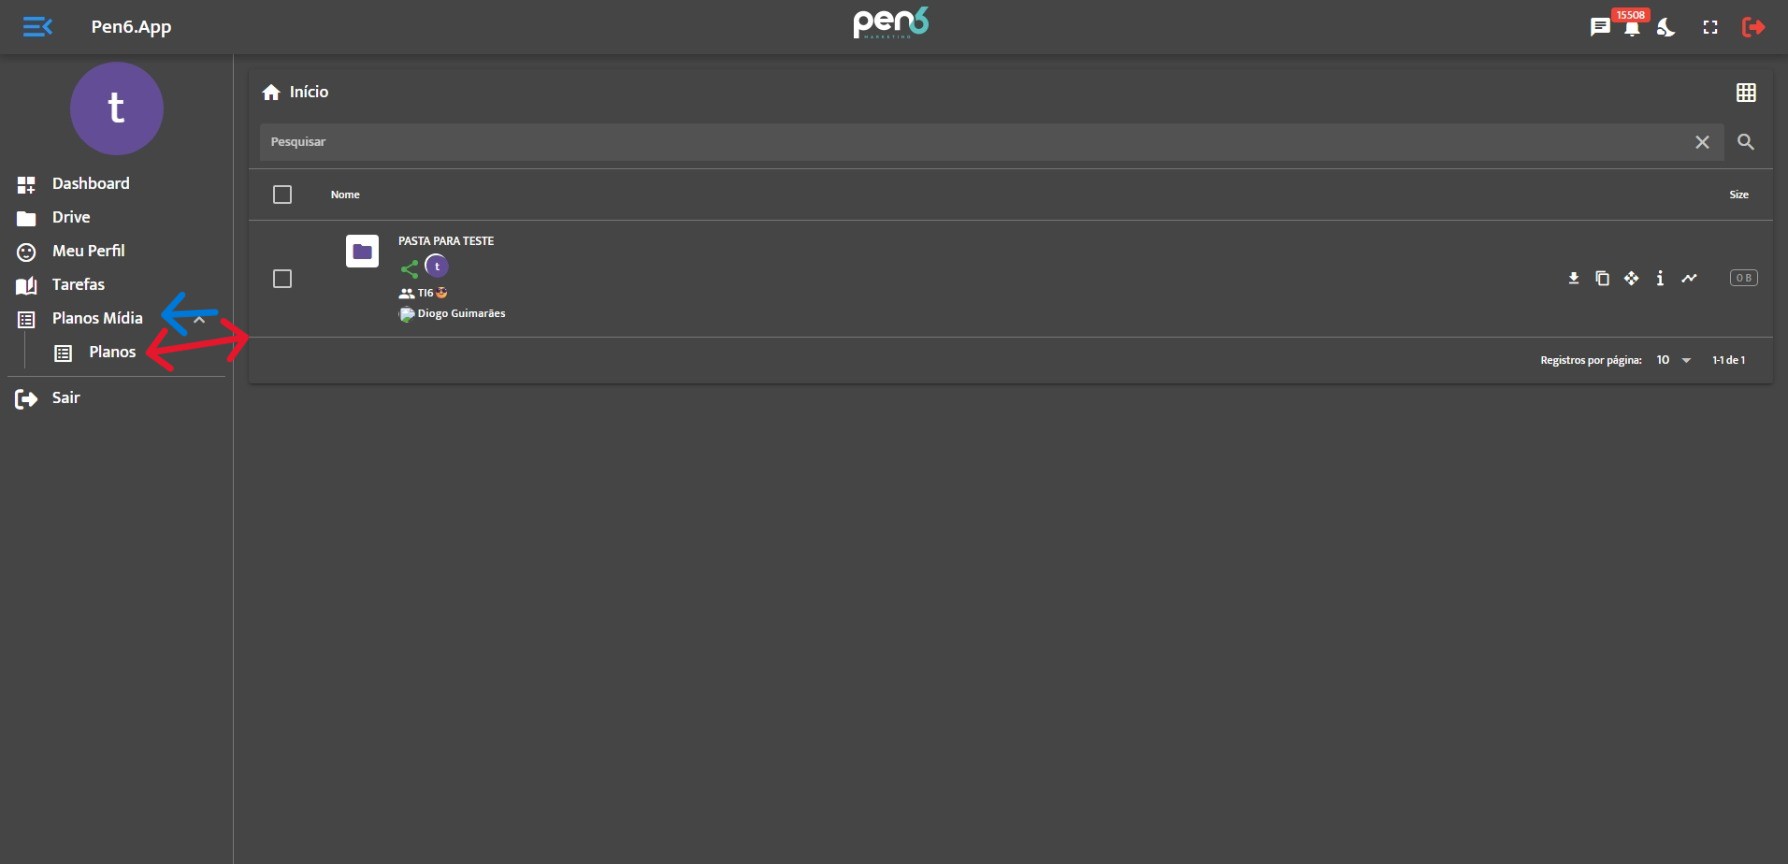 Pen6.App
pen6
MARKETING
15508
t
Dashboard
Drive
Meu Perfil
Tarefas
Planos Mídia
Planos
Sair
Início
Pesquisar
Nome
Size
PASTA PARA TESTE
t
TI6
Diogo Guimarães
0 B
Registros por página: 10 1-1 de 1